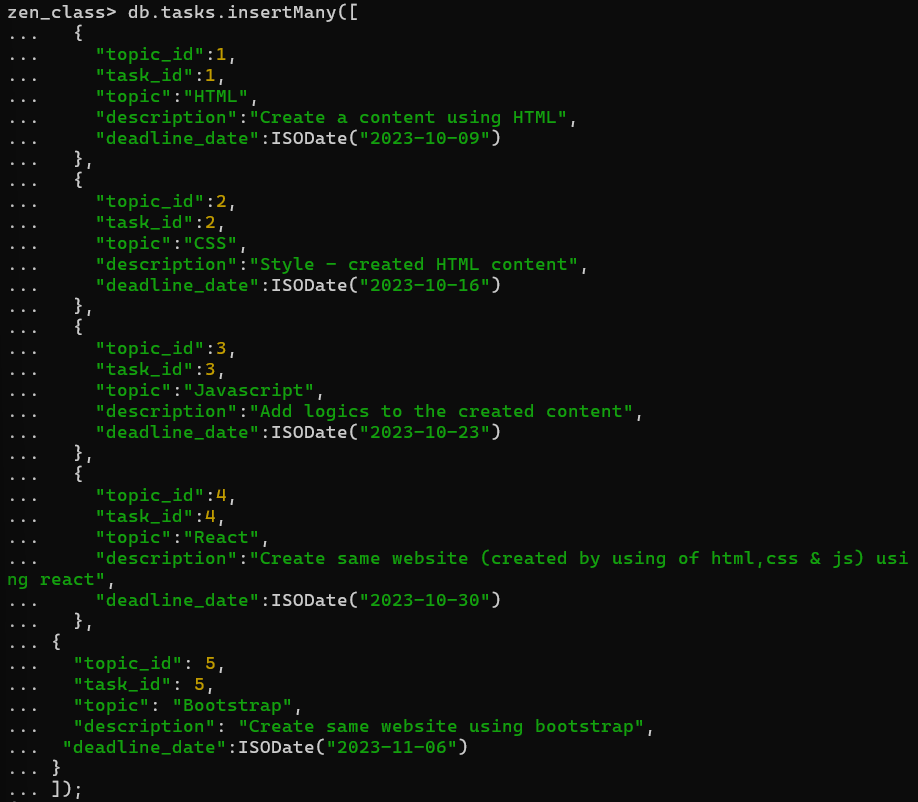 zen_class> db.tasks.insertMany([
...   {
...     "topic_id":1,
...     "task_id":1,
...     "topic":"HTML",
...     "description":"Create a content using HTML",
...     "deadline_date":ISODate("2023-10-09")
...   },
...   {
...     "topic_id":2,
...     "task_id":2,
...     "topic":"CSS",
...     "description":"Style - created HTML content",
...     "deadline_date":ISODate("2023-10-16")
...   },
...   {
...     "topic_id":3,
...     "task_id":3,
...     "topic":"Javascript",
...     "description":"Add logics to the created content",
...     "deadline_date":ISODate("2023-10-23")
...   },
...   {
...     "topic_id":4,
...     "task_id":4,
...     "topic":"React",
...     "description":"Create same website (created by using of html,css & js) usi
ng react",
...     "deadline_date":ISODate("2023-10-30")
...   },
... {
...   "topic_id": 5,
...   "task_id": 5,
...   "topic": "Bootstrap",
...   "description": "Create same website using bootstrap",
...  "deadline_date":ISODate("2023-11-06")
... }
... ]);